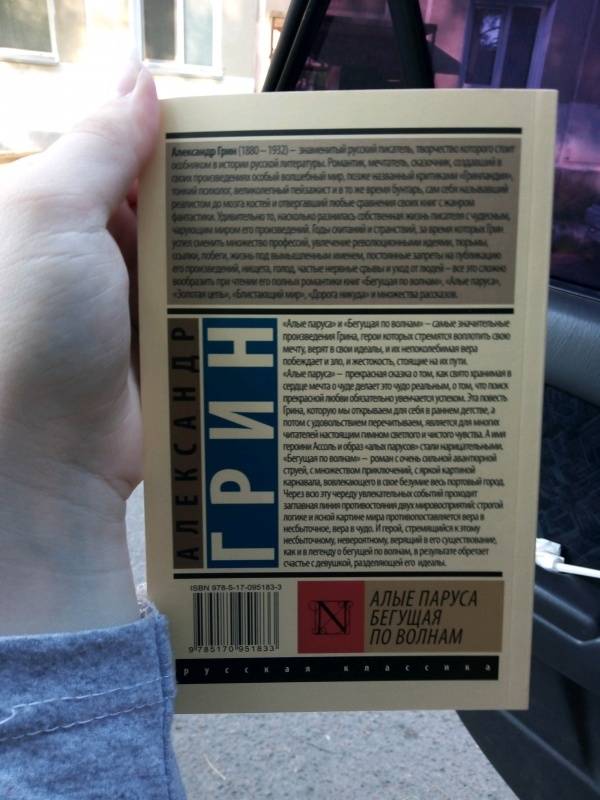 Александр Грин (1880 – 1932) – знаменитый русский писатель, творчество которого стоит
особняком в истории русской литературы. Романтик, мечтатель, сказочник, создавший в
своих произведениях особый волшебный мир, позже названный критиками «Гринландия»,
тонкий психолог, великолепный пейзажист и в то же время бунтарь, сам себя называвший
реалистом до мозга костей и отвергавший любые сравнения своих книг с жанром
фантастики. Удивительно то, насколько разнилась собственная жизнь писателя с чудесным,
чарующим миром его произведений. Годы скитаний и странствий, за время которых Грин
успел сменить множество профессий, увлечение революционными идеями, тюрьмы,
ссылки, побеги, жизнь под вымышленным именем, постоянные запреты на публикацию
его произведений, нищета, голод, частые нервные срывы и уход от людей – все это сложно
вообразить при чтении его полных романтики книг «Бегущая по волнам», «Алые паруса»,
«Золотая цепь», «Блистающий мир», «Дорога никуда» и множества рассказов.
АЛЕКСАНДР
ГРИН
«Алые паруса» и «Бегущая по волнам» – самые значительные
произведения Грина, герои которых стремятся воплотить свою
мечту, верят в свои идеалы, и их непоколебимая вера
побеждает и зло, и жестокость, стоящие на их пути.
«Алые паруса» – прекрасная сказка о том, как свято хранимая в
сердце мечта о чуде делает это чудо реальным, о том, что поиск
прекрасной любви обязательно увенчается успехом. Эта повесть
Грина, которую мы открываем для себя в раннем детстве, а
потом с удовольствием перечитываем, является для многих
читателей настоящим гимном светлого и чистого чувства. А имя
героини Ассоль и образ «алых парусов» стали нарицательными.
«Бегущая по волнам» – роман с очень сильной авантюрной
струей, с множеством приключений, с яркой картиной
карнавала, вовлекающего в свое безумие весь портовый город.
Через всю эту череду увлекательных событий проходит
заглавная линия противостояния двух мировосприятий: строгой
логике и ясной картине мира противопоставляется вера в
несбыточное, вера в чудо. И герой, стремящийся к этому
несбыточному, невероятному, верящий в его существование,
как и в легенду о бегущей по волнам, в результате обретает
счастье с девушкой, разделяющей его идеалы.
ISBN 978-5-17-095183-3
9 785170 951833
N
АЛЫЕ ПАРУСА
БЕГУЩАЯ
ПО ВОЛНАМ
русская классика